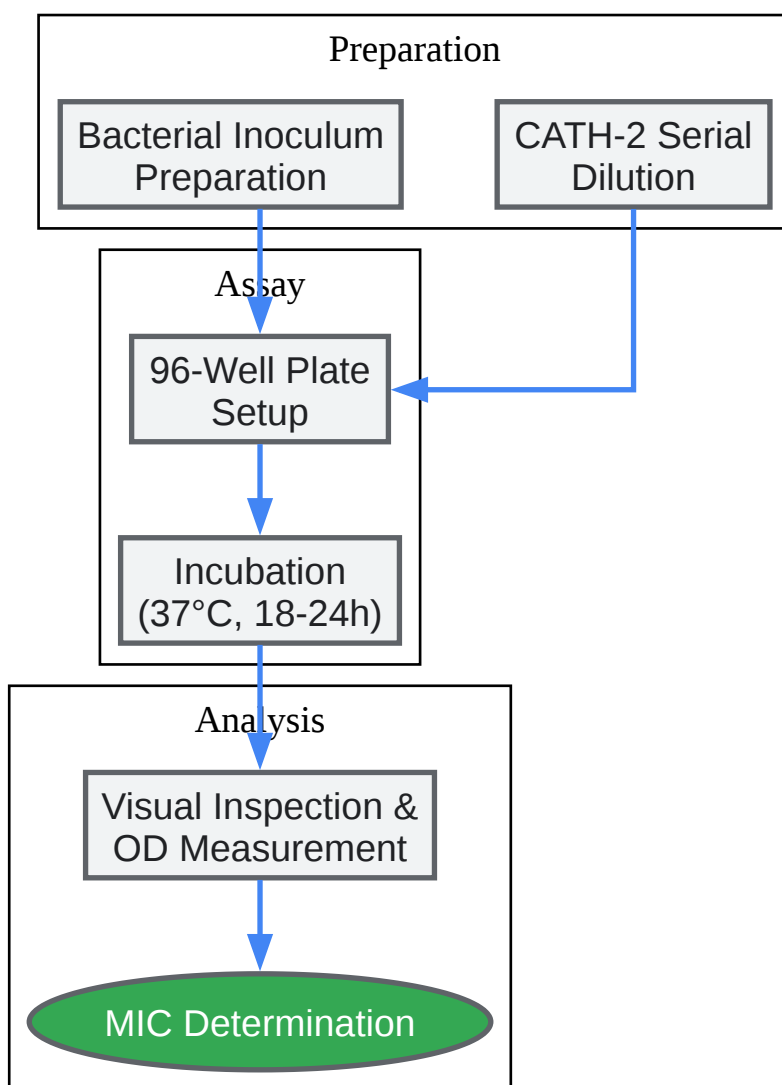 Preparation
Bacterial Inoculum
Preparation
CATH-2 Serial
Dilution
Assay
96-Well Plate
Setup
Incubation
(37°C, 18-24h)
Analysis
Visual Inspection &
OD Measurement
MIC Determination